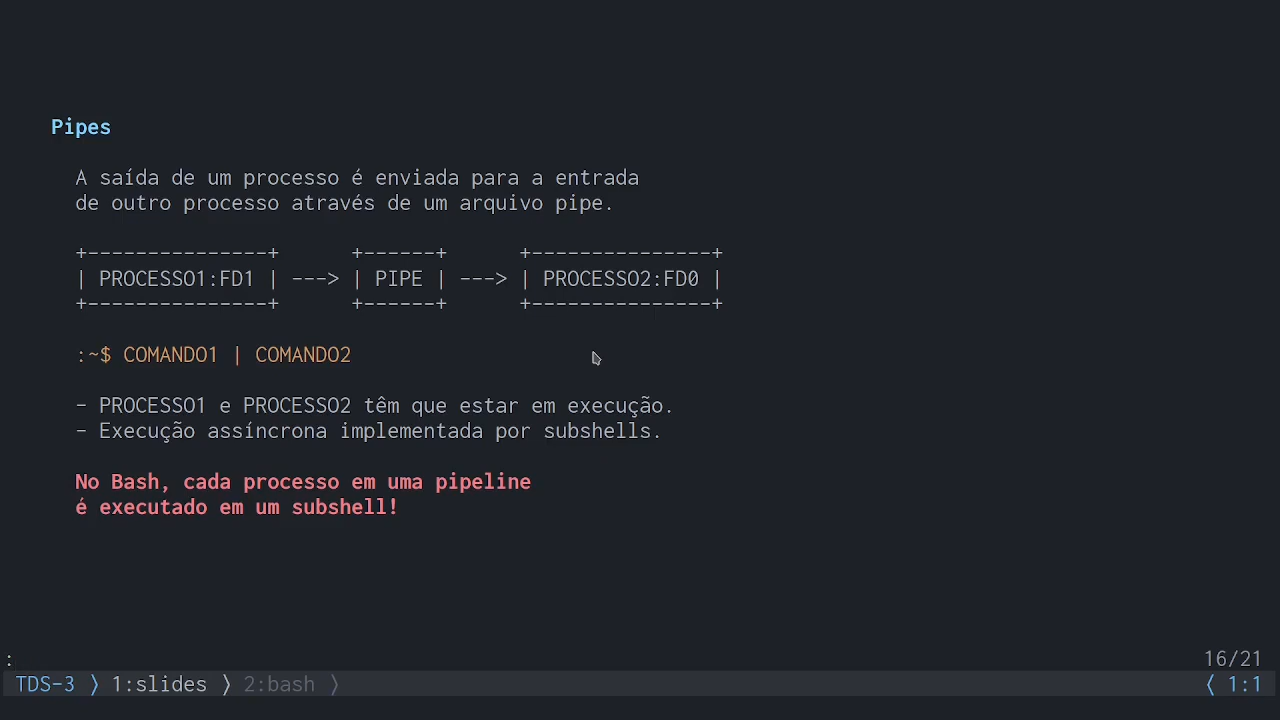 Pipes
A saída de um processo é enviada para a entrada
de outro processo através de um arquivo pipe.
+---------------+      +------+      +---------------+
| PROCESSO1:FD1 | ---> | PIPE | ---> | PROCESSO2:FD0 |
+---------------+      +------+      +---------------+
:~$ COMANDO1 | COMANDO2
- PROCESSO1 e PROCESSO2 têm que estar em execução.
- Execução assíncrona implementada por subshells.
No Bash, cada processo em uma pipeline
é executado em um subshell!
: 16/21
TDS-3 ⟩ 1:slides ⟩ 2:bash ⟩ ⟨ 1:1